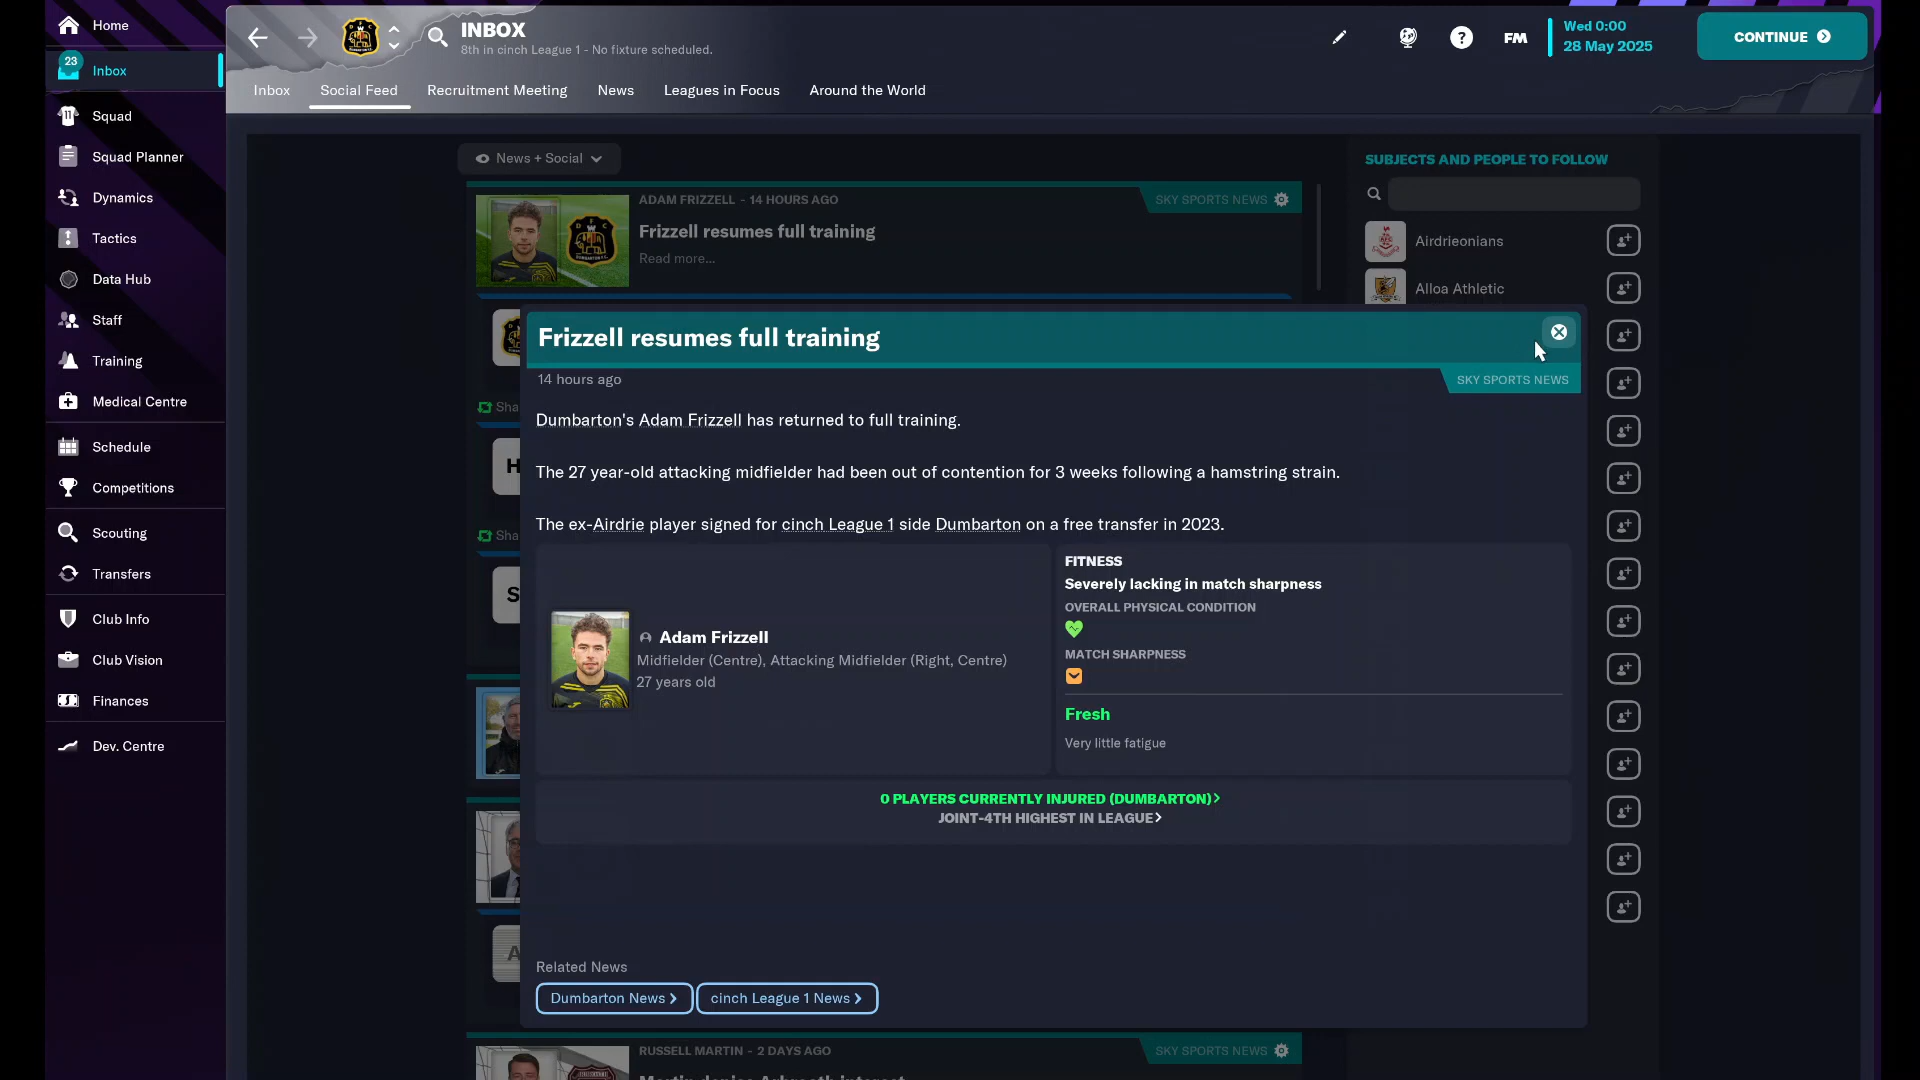 Home
23
Inbox
Squad
Squad Planner
Dynamics
Tactics
Data Hub
Staff
Training
Medical Centre
Schedule
Competitions
Scouting
Transfers
Club Info
Club Vision
Finances
Dev. Centre
INBOX
8th in cinch League 1 - No fixture scheduled.
FM
Wed 0:00
28 May 2025
CONTINUE
Inbox
Social Feed
Recruitment Meeting
News
Leagues in Focus
Around the World
News + Social
ADAM FRIZZELL - 14 HOURS AGO
SKY SPORTS NEWS
Frizzell resumes full training
Read more...
SUBJECTS AND PEOPLE TO FOLLOW
Airdrieonians
Alloa Athletic
Frizzell resumes full training
14 hours ago
SKY SPORTS NEWS
Sha
Dumbarton's Adam Frizzell has returned to full training.
H
The 27 year-old attacking midfielder had been out of contention for 3 weeks following a hamstring strain.
The ex-Airdrie player signed for cinch League 1 side Dumbarton on a free transfer in 2023.
Sha
S
Adam Frizzell
Midfielder (Centre), Attacking Midfielder (Right, Centre)
27 years old
FITNESS
Severely lacking in match sharpness
OVERALL PHYSICAL CONDITION
MATCH SHARPNESS
Fresh
Very little fatigue
0 PLAYERS CURRENTLY INJURED (DUMBARTON)
JOINT-4TH HIGHEST IN LEAGUE
A
Related News
Dumbarton News
cinch League 1 News
RUSSELL MARTIN - 2 DAYS AGO
SKY SPORTS NEWS